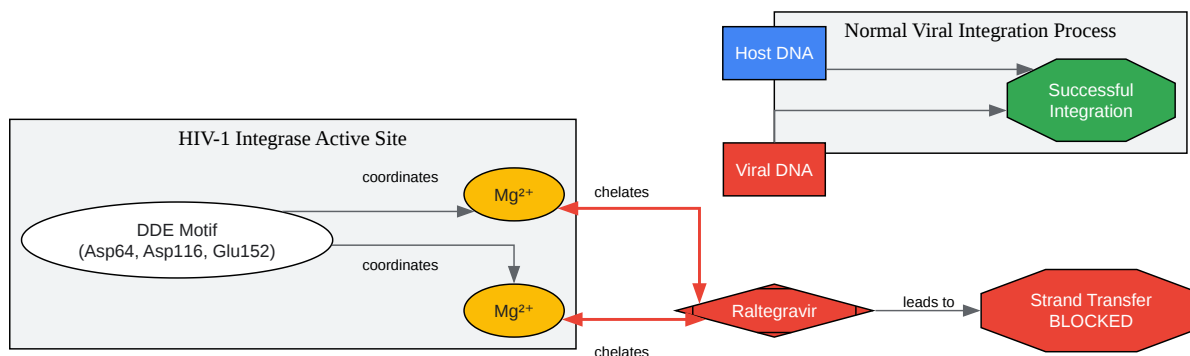 Normal Viral Integration Process
Host DNA
Successful
Integration
Viral DNA
HIV-1 Integrase Active Site
coordinates
Mg²⁺
chelates
DDE Motif
(Asp64, Asp116, Glu152)
coordinates
Mg²⁺
chelates
Raltegravir
leads to
Strand Transfer
BLOCKED